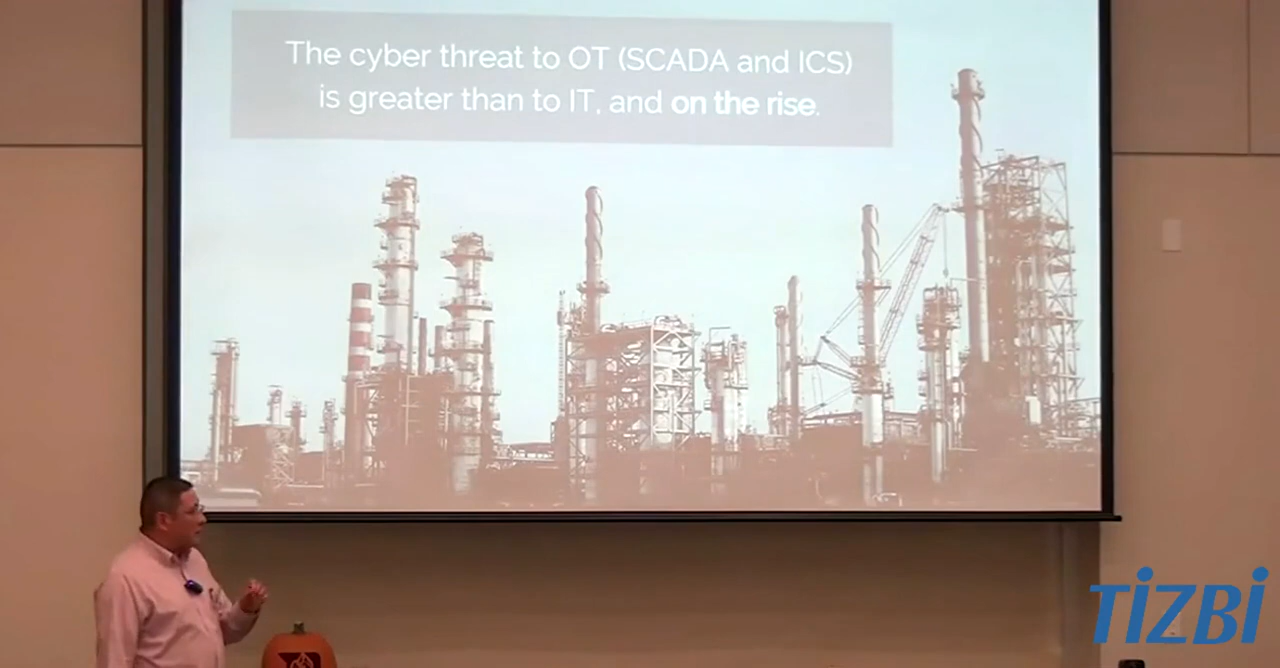 The cyber threat to OT (SCADA and ICS)
is greater than to IT, and on the rise.
TiZBi